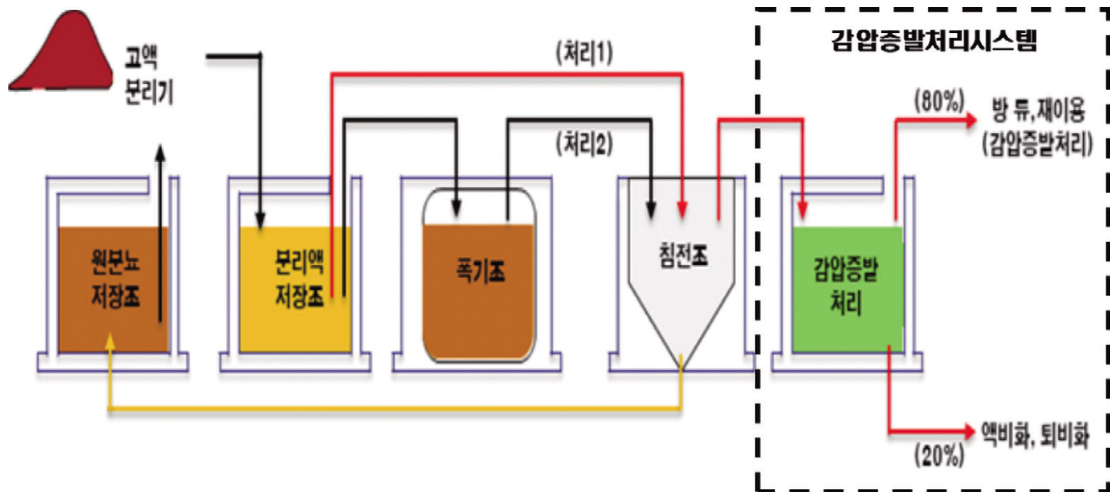 감압증발처리시스템
고액
분리기
(처리1)
(처리2)
(80%)
방 류,재이용
(감압증발처리)
원분뇨
저장조
분리액
저장조
폭기조
침전조
감압증발
처리
(20%)
액비화, 퇴비화